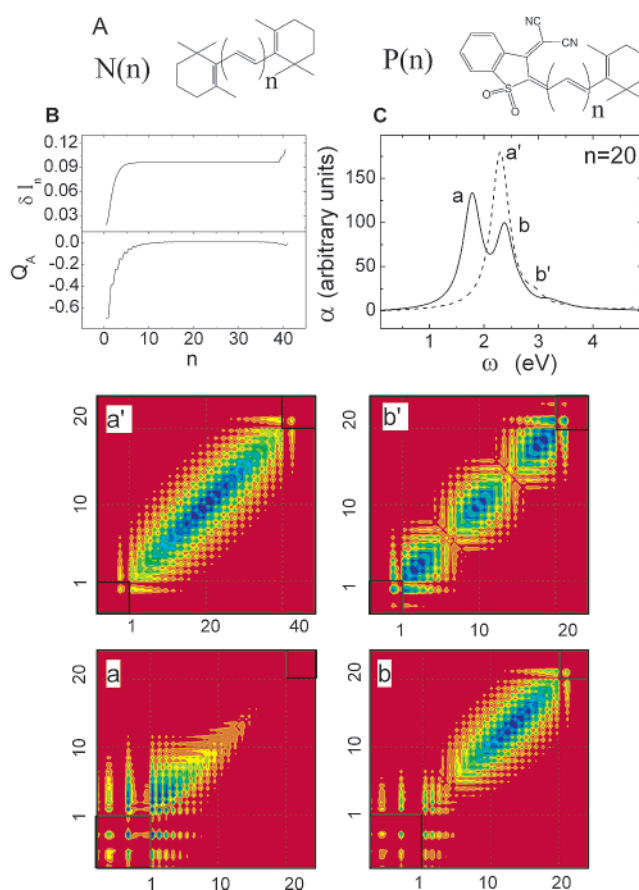 A
N(n)
n
P(n)
NC
CN
S
O
O
n
B
0.12
0.09
0.06
0.03
δ lₙ
0.0
-0.2
-0.4
-0.6
Q_A
0 10 20 30 40
n
C
n=20
a'
a
b
b'
150
100
50
0
α (arbitrary units)
1 2 3 4
ω (eV)
a'
20
10
1
1 20 40
b'
20
10
1
1 10 20
a
20
10
1
1 10 20
b
20
10
1
1 10 20